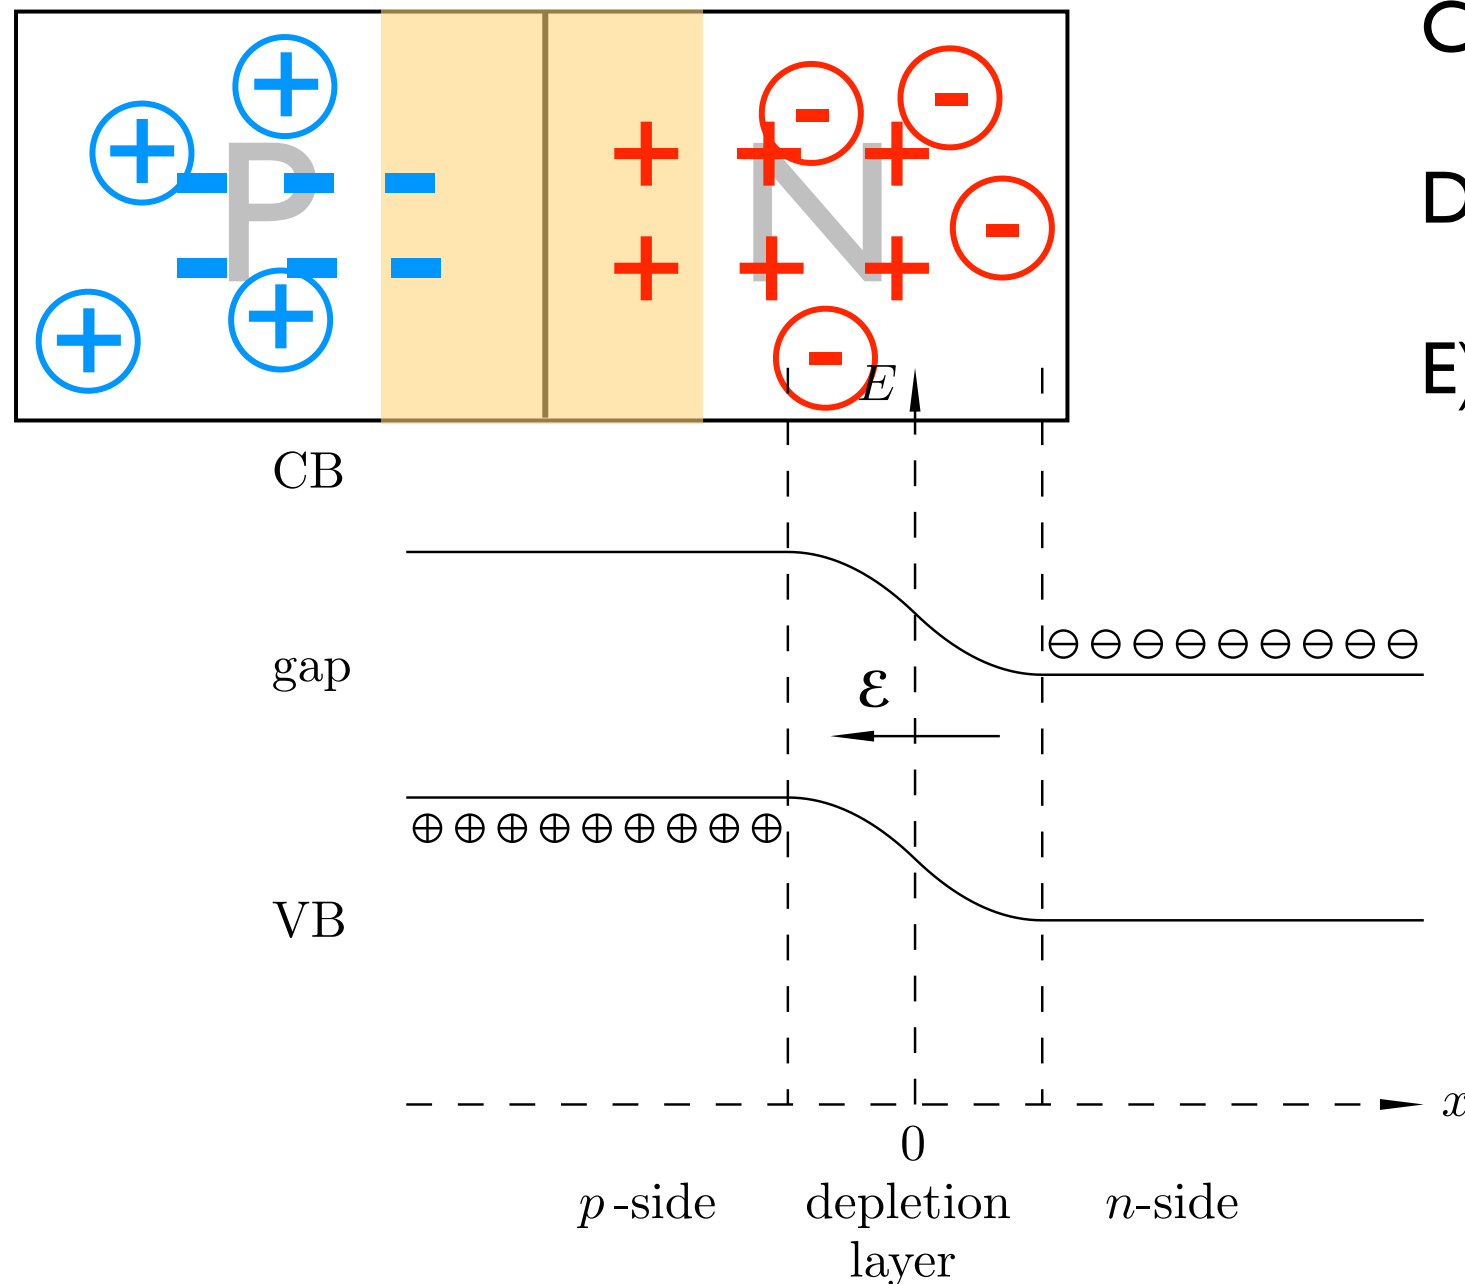 C
P N
D
E)
E
CB
gap
ε
VB
x
0
p-side depletion n-side
layer